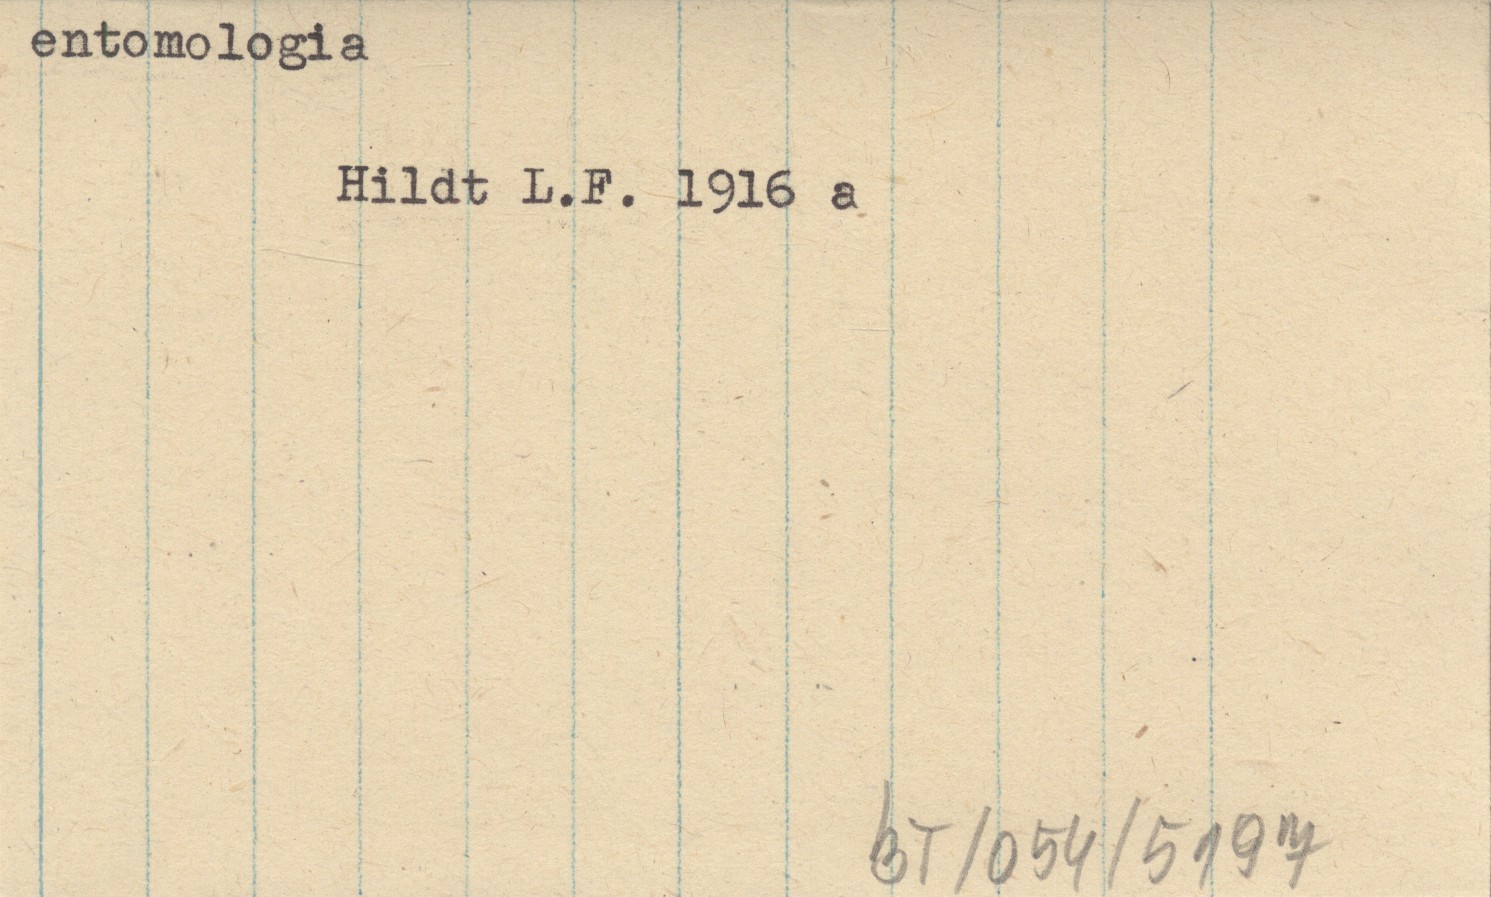 entomologia
Hildt L.F. 1916 a
bT/054/5197